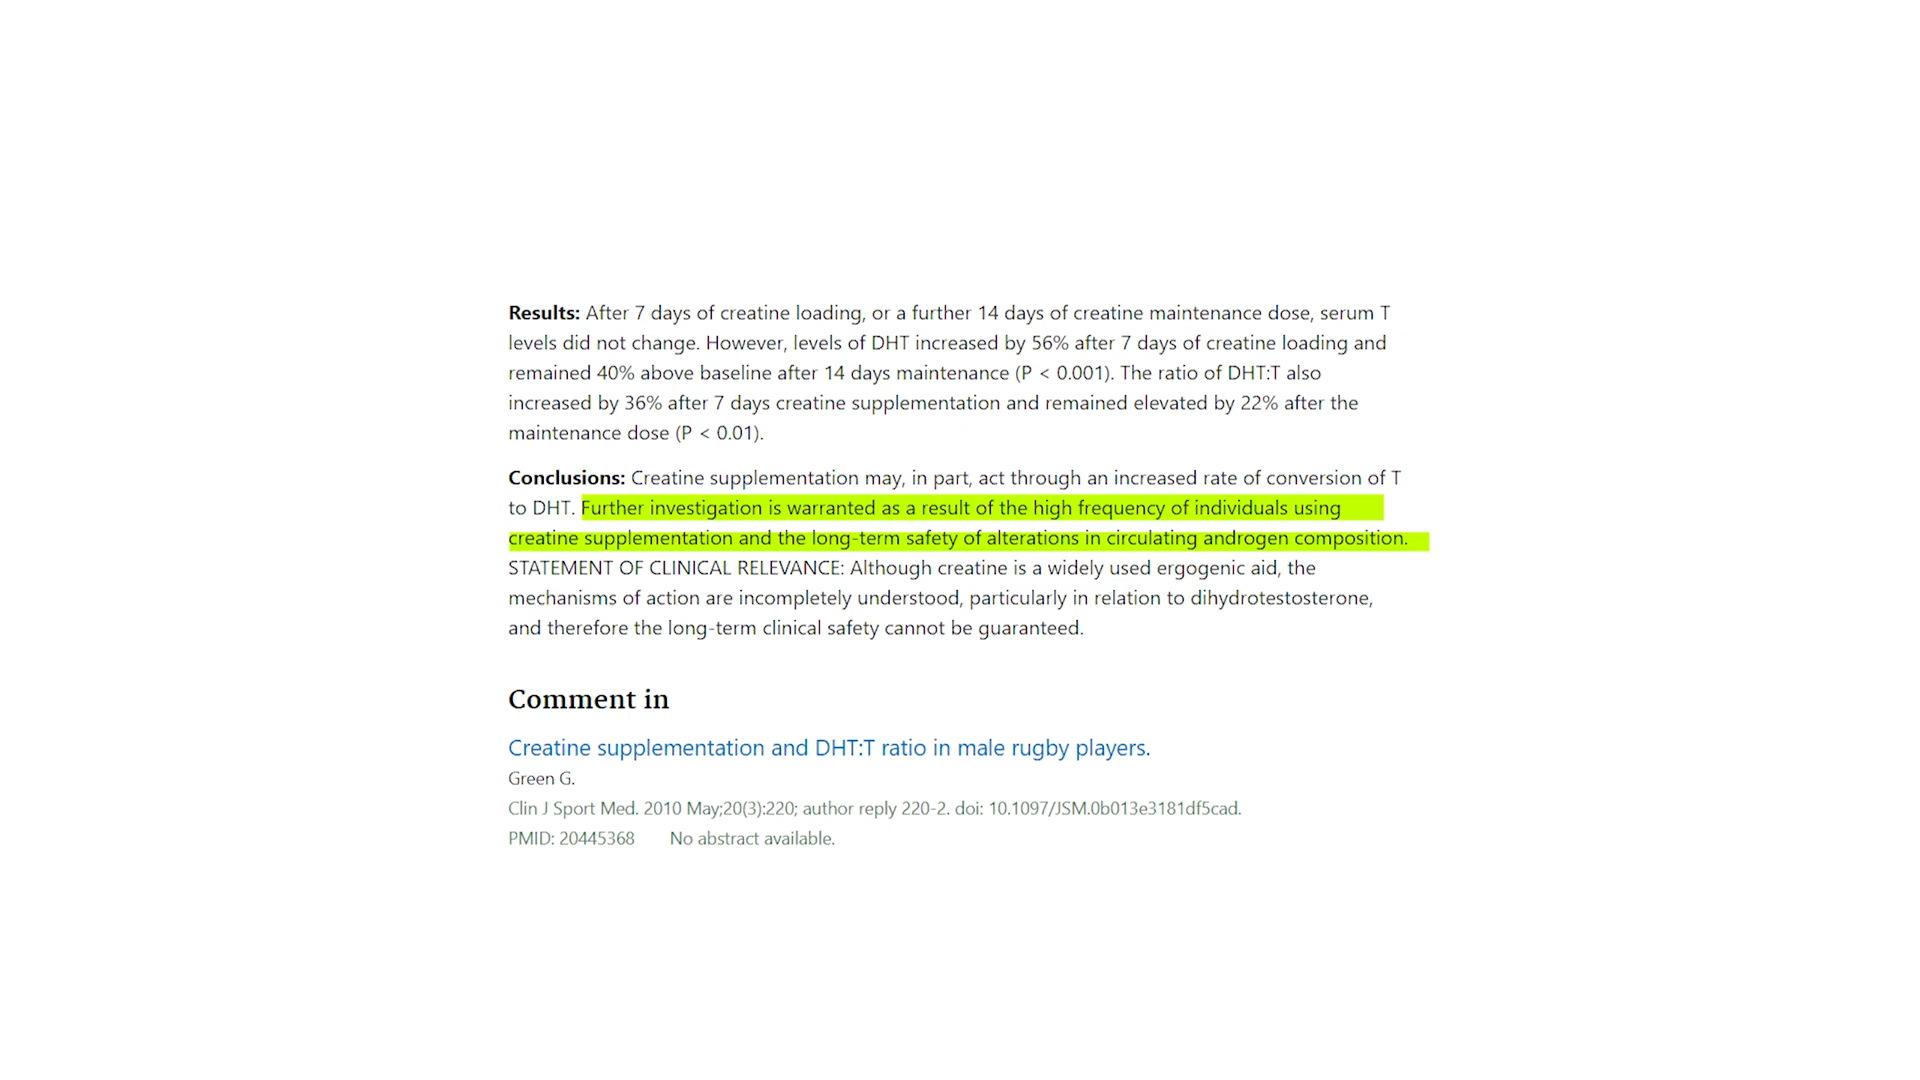 Results: After 7 days of creatine loading, or a further 14 days of creatine maintenance dose, serum T
levels did not change. However, levels of DHT increased by 56% after 7 days of creatine loading and
remained 40% above baseline after 14 days maintenance (P < 0.001). The ratio of DHT:T also
increased by 36% after 7 days creatine supplementation and remained elevated by 22% after the
maintenance dose (P < 0.01).
Conclusions: Creatine supplementation may, in part, act through an increased rate of conversion of T
to DHT. Further investigation is warranted as a result of the high frequency of individuals using
creatine supplementation and the long-term safety of alterations in circulating androgen composition.
STATEMENT OF CLINICAL RELEVANCE: Although creatine is a widely used ergogenic aid, the
mechanisms of action are incompletely understood, particularly in relation to dihydrotestosterone,
and therefore the long-term clinical safety cannot be guaranteed.
Comment in
Creatine supplementation and DHT:T ratio in male rugby players.
Green G.
Clin J Sport Med. 2010 May;20(3):220; author reply 220-2. doi: 10.1097/JSM.0b013e3181df5cad.
PMID: 20445368 No abstract available.